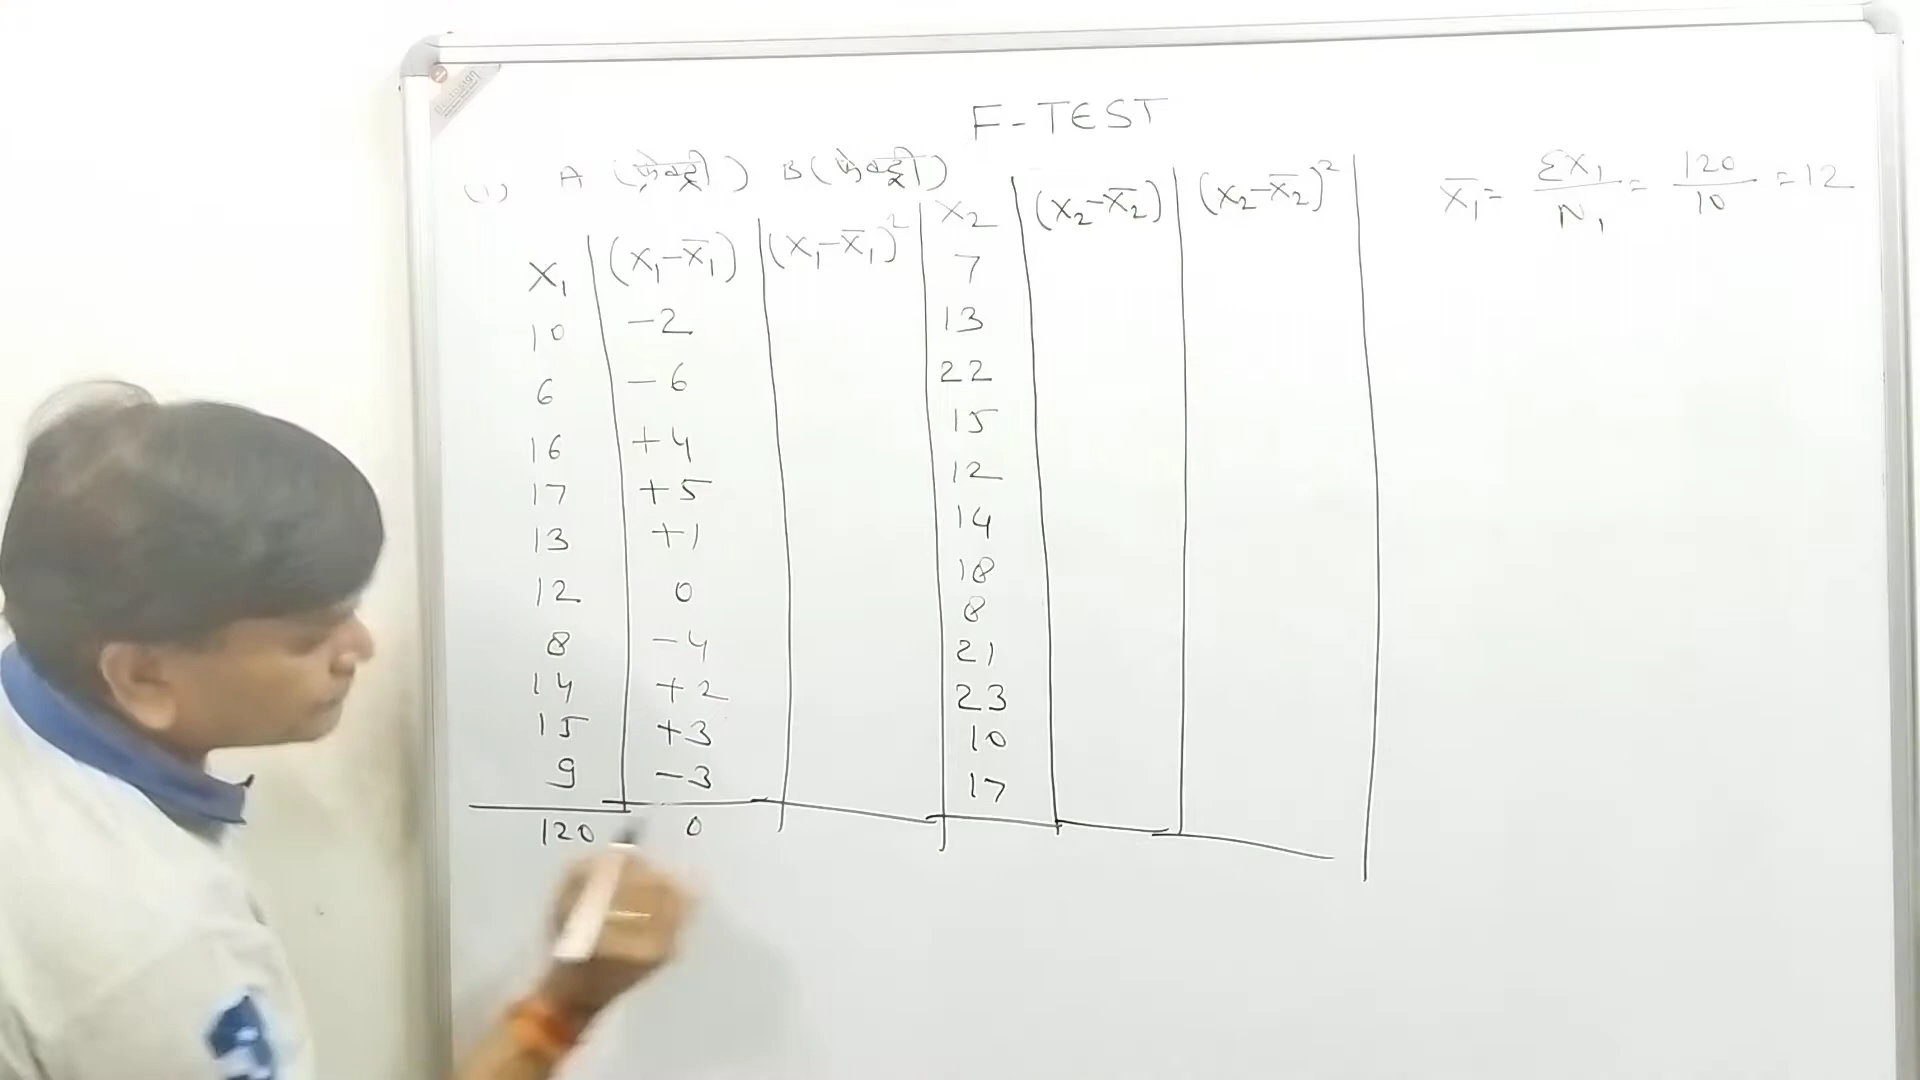 F-TEST
(1) A (फ़ेक्ट्री) B (फ़ेक्ट्री)
X̄₁ = ΣX₁/N₁ = 120/10 = 12
X₁ | (X₁-X̄₁) | (X₁-X̄₁)² | X₂ | (X₂-X̄₂) | (X₂-X̄₂)²
10 -2 7
6 -6 13
16 +4 22
17 +5 15
13 +1 12
12 0 14
8 -4 18
14 +2 8
15 +3 21
9 -3 23
10
17
120 0